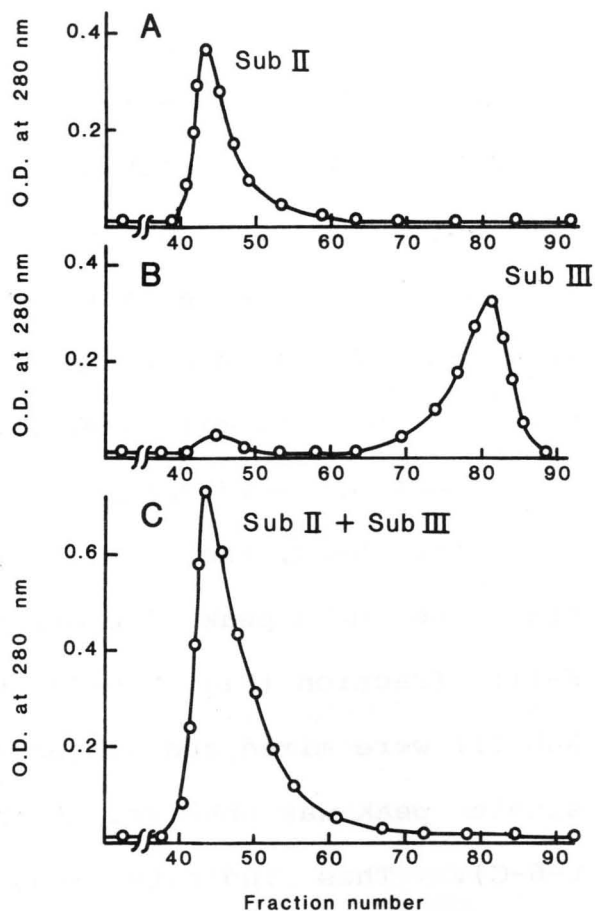 A
Sub II
O.D. at 280 nm
0.4
0.2
40 50 60 70 80 90
B
Sub III
O.D. at 280 nm
0.4
0.2
40 50 60 70 80 90
C
Sub II + Sub III
O.D. at 280 nm
0.6
0.4
0.2
40 50 60 70 80 90
Fraction number